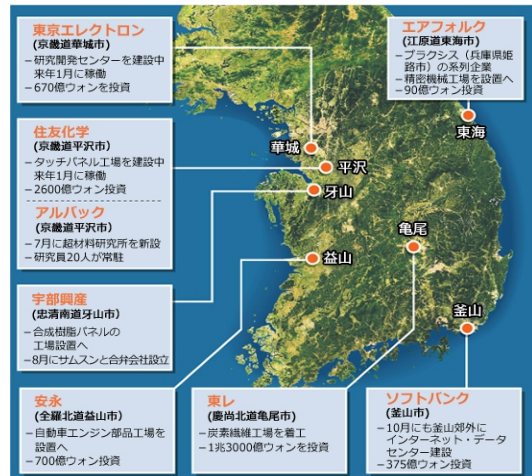 東京エレクトロン
(京畿道華城市)
−研究開発センターを建設中
来年1月に稼働
−670億ウォンを投資
住友化学
(京畿道平沢市)
−タッチパネル工場を建設中
来年1月に稼働
−2600億ウォン投資
アルバック
(京畿道平沢市)
−7月に超材料研究所を新設
−研究員20人が常駐
宇部興産
(忠清南道牙山市)
−合成樹脂パネルの
工場設置へ
−8月にサムスンと合弁会社設立
安永
(全羅北道益山市)
−自動車エンジン部品工場を
設置へ
−700億ウォン投資
東レ
(慶尚北道亀尾市)
−炭素繊維工場を着工
−1兆3000億ウォンを投資
ソフトバンク
(釜山市)
−10月にも釜山郊外に
インターネット・データ
センター建設
−375億ウォン投資
エアフォルク
(江原道東海市)
−プラクシス(兵庫県姫
路市)の系列企業
−精密機械工場を設置へ
−90億ウォン投資
東海
華城
平沢
牙山
亀尾
益山
釜山